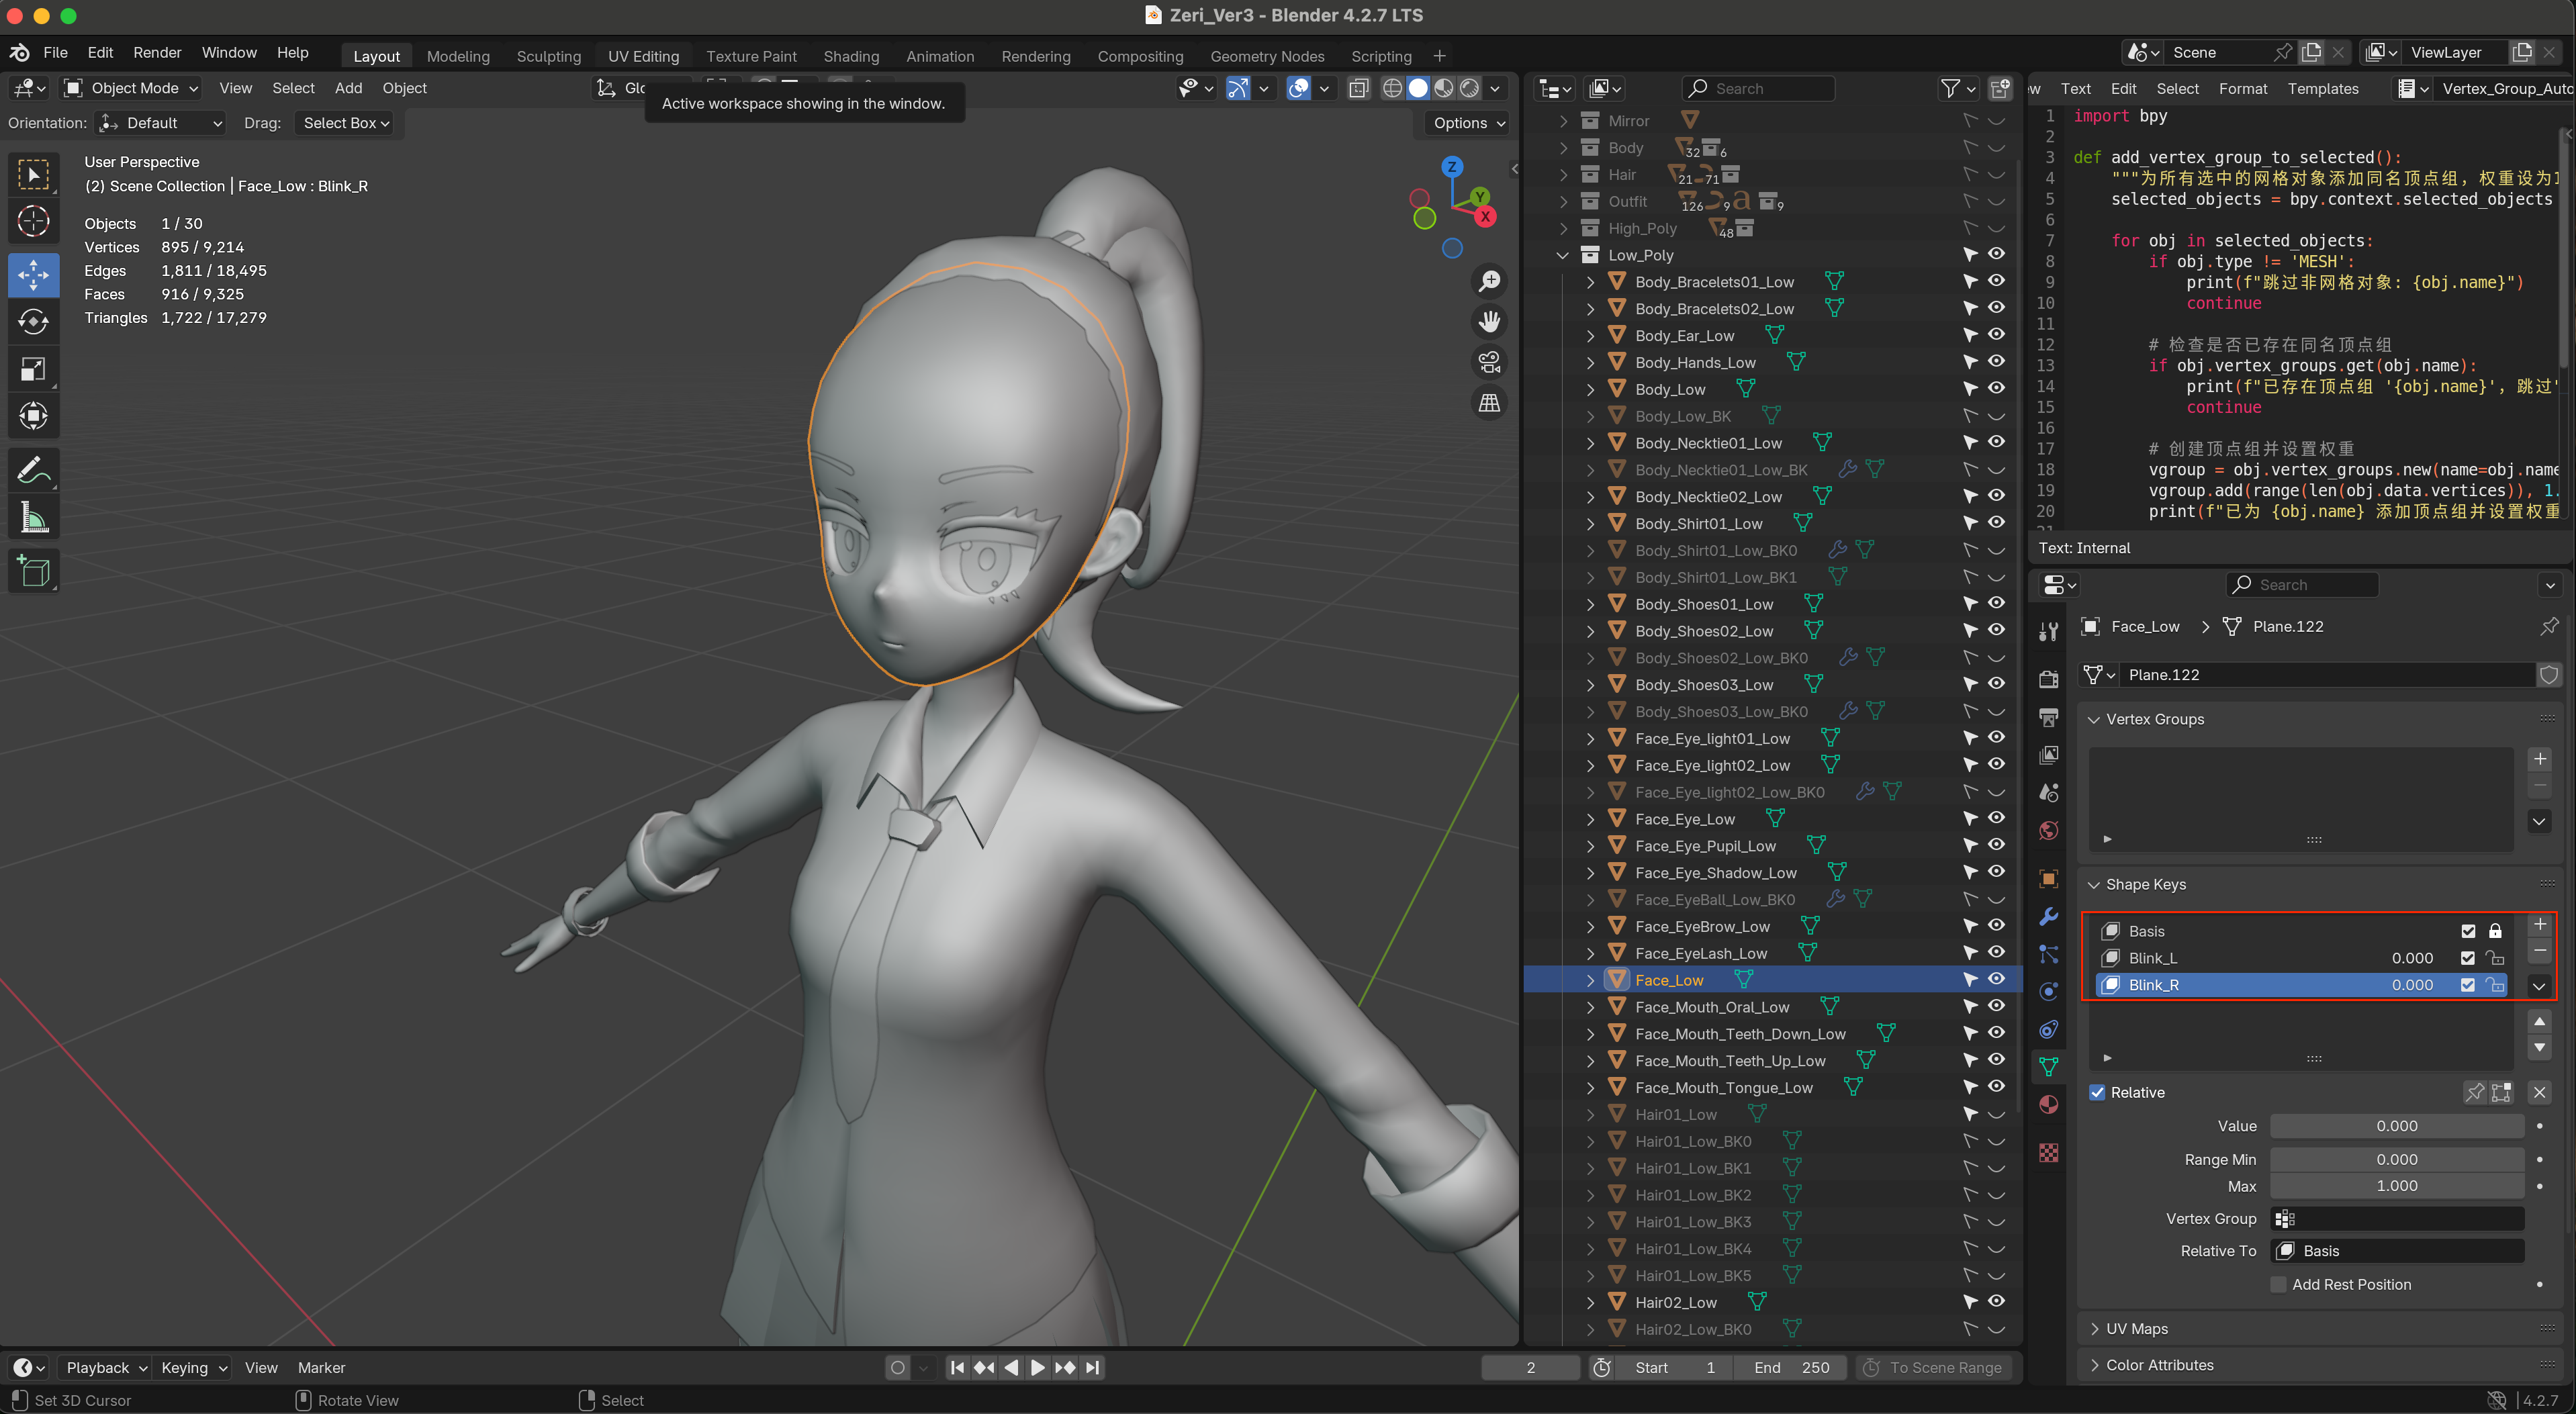 Zeri_Ver3 - Blender 4.2.7 LTS
File Edit Render Window Help
Layout Modeling Sculpting UV Editing Texture Paint Shading Animation Rendering Compositing Geometry Nodes Scripting
Scene
ViewLayer
Object Mode View Select Add Object
Active workspace showing in the window.
Orientation: Default Drag: Select Box
Options
User Perspective
(2) Scene Collection | Face_Low : Blink_R
Objects 1 / 30
Vertices 895 / 9,214
Edges 1,811 / 18,495
Faces 916 / 9,325
Triangles 1,722 / 17,279
Z
Y
X
Search
Mirror
Body 32 6
Hair 21 71
Outfit 126 9 9
High_Poly 48
Low_Poly
Body_Bracelets01_Low
Body_Bracelets02_Low
Body_Ear_Low
Body_Hands_Low
Body_Low
Body_Low_BK
Body_Necktie01_Low
Body_Necktie01_Low_BK
Body_Necktie02_Low
Body_Shirt01_Low
Body_Shirt01_Low_BK0
Body_Shirt01_Low_BK1
Body_Shoes01_Low
Body_Shoes02_Low
Body_Shoes02_Low_BK0
Body_Shoes03_Low
Body_Shoes03_Low_BK0
Face_Eye_light01_Low
Face_Eye_light02_Low
Face_Eye_light02_Low_BK0
Face_Eye_Low
Face_Eye_Pupil_Low
Face_Eye_Shadow_Low
Face_EyeBall_Low_BK0
Face_EyeBrow_Low
Face_EyeLash_Low
Face_Low
Face_Mouth_Oral_Low
Face_Mouth_Teeth_Down_Low
Face_Mouth_Teeth_Up_Low
Face_Mouth_Tongue_Low
Hair01_Low
Hair01_Low_BK0
Hair01_Low_BK1
Hair01_Low_BK2
Hair01_Low_BK3
Hair01_Low_BK4
Hair01_Low_BK5
Hair02_Low
Hair02_Low_BK0
Text Edit Select Format Templates Vertex_Group_Auto
1 import bpy
2
3 def add_vertex_group_to_selected():
4 """为所有选中的网格对象添加同名顶点组，权重设为1
5 selected_objects = bpy.context.selected_objects
6
7 for obj in selected_objects:
8 if obj.type != 'MESH':
9 print(f"跳过非网格对象: {obj.name}")
10 continue
11
12 # 检查是否已存在同名顶点组
13 if obj.vertex_groups.get(obj.name):
14 print(f"已存在顶点组 '{obj.name}'，跳过"
15 continue
16
17 # 创建顶点组并设置权重
18 vgroup = obj.vertex_groups.new(name=obj.name
19 vgroup.add(range(len(obj.data.vertices)), 1.
20 print(f"已为 {obj.name} 添加顶点组并设置权重
Text: Internal
Search
Face_Low > Plane.122
Plane.122
Vertex Groups
Shape Keys
Basis
Blink_L 0.000
Blink_R 0.000
Relative
Value 0.000
Range Min 0.000
Max 1.000
Vertex Group
Relative To Basis
Add Rest Position
UV Maps
Color Attributes
Playback Keying View Marker
2 Start 1 End 250 To Scene Range
Set 3D Cursor Rotate View Select
4.2.7